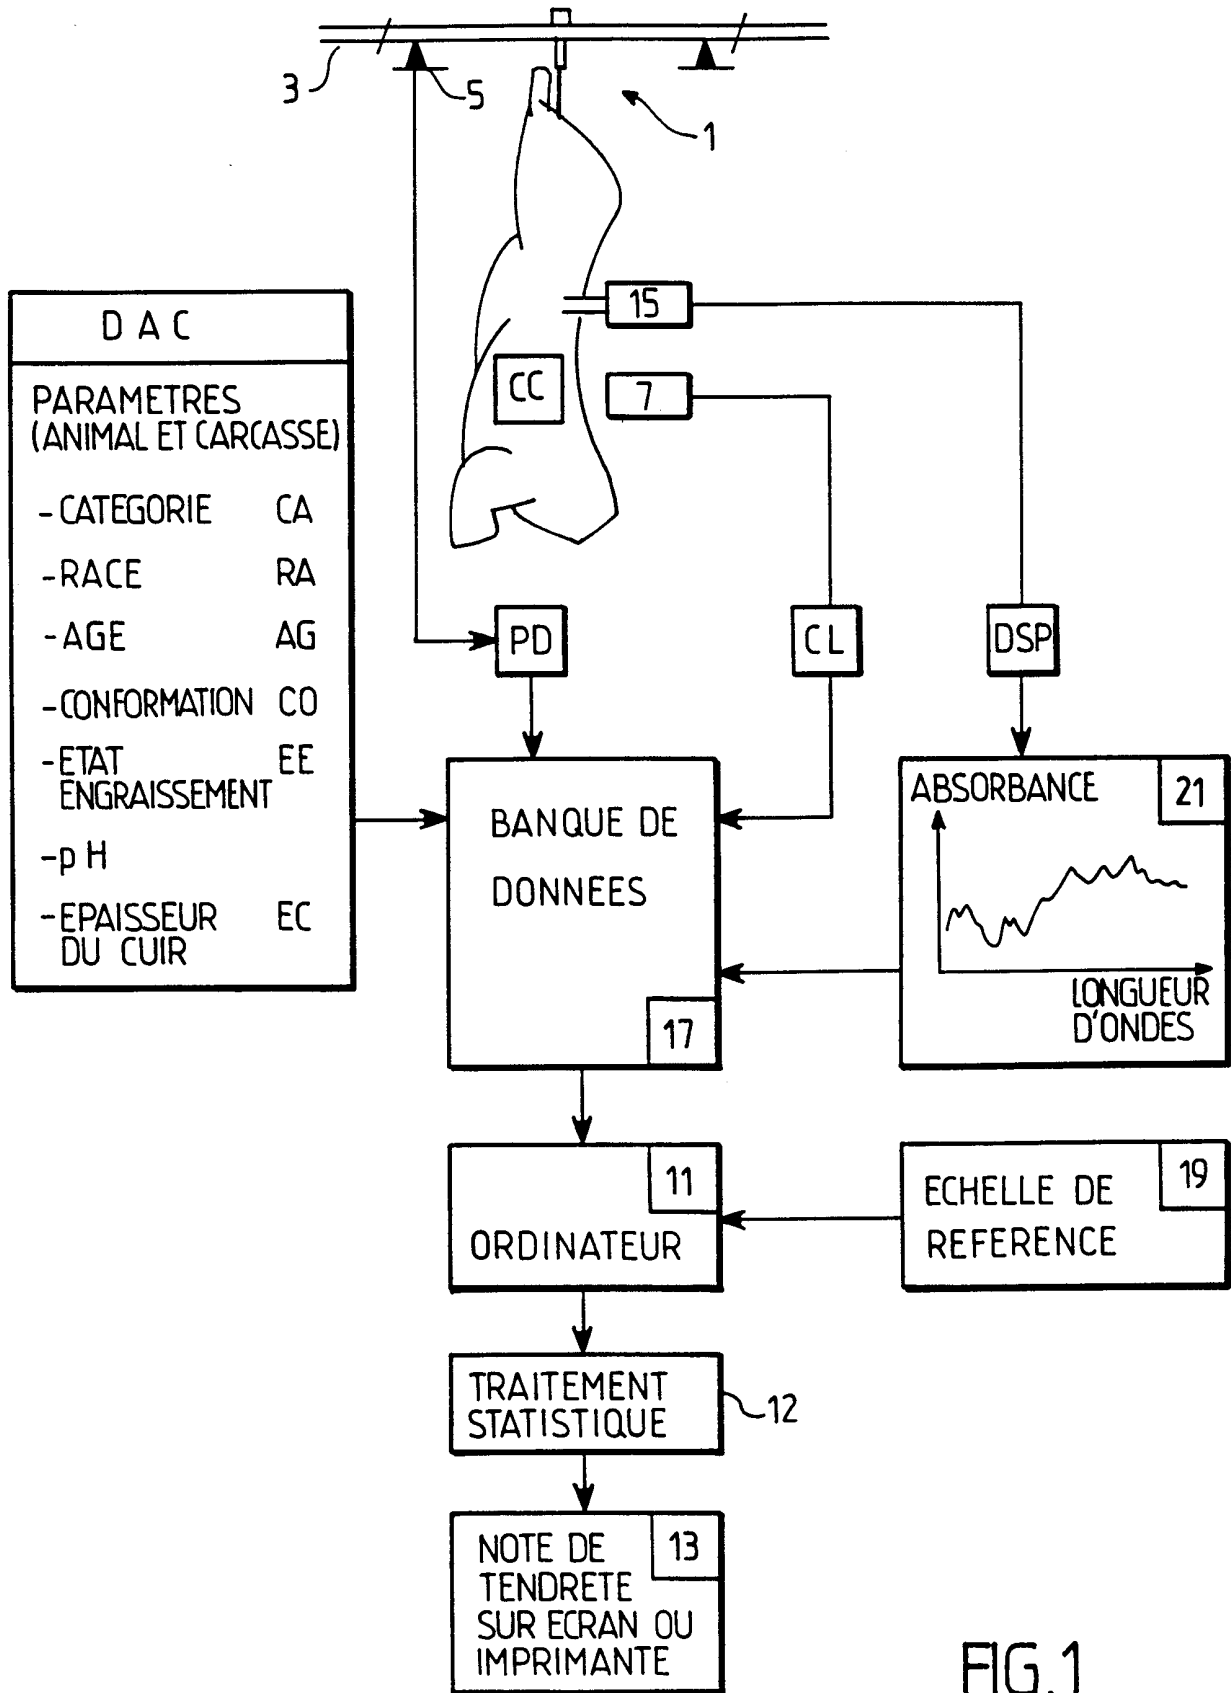 3
5
1
15
CC
7
D A C
PARAMETRES
(ANIMAL ET CARCASSE)
-CATEGORIE CA
-RACE RA
-AGE AG
-CONFORMATION CO
-ETAT EE
ENGRAISSEMENT
-pH
-EPAISSEUR EC
DU CUIR
PD
CL
DSP
BANQUE DE
DONNEES
17
ABSORBANCE
21
LONGUEUR
D'ONDES
11
ORDINATEUR
19
ECHELLE DE
REFERENCE
TRAITEMENT
STATISTIQUE
12
NOTE DE
13
TENDRETE
SUR ECRAN OU
IMPRIMANTE
FIG.1